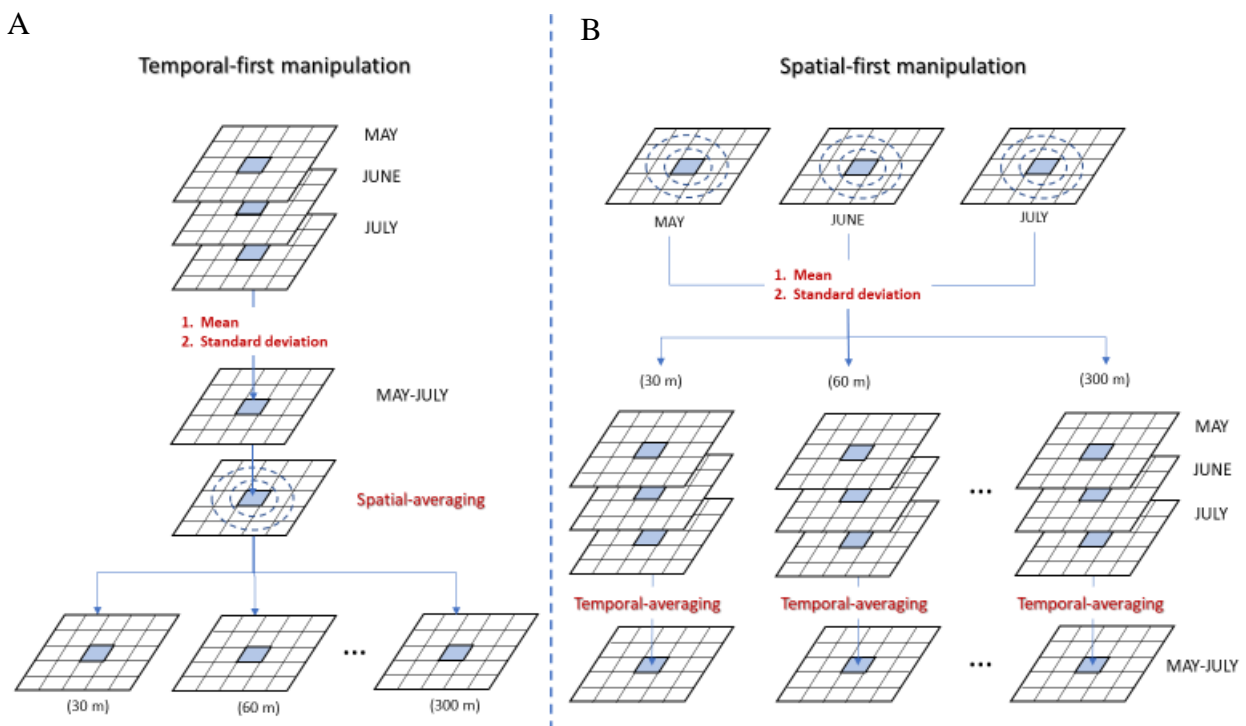 A
Temporal-first manipulation
MAY
JUNE
JULY
1. Mean
2. Standard deviation
MAY-JULY
Spatial-averaging
(30 m)
(60 m)
...
(300 m)
B
Spatial-first manipulation
MAY
JUNE
JULY
1. Mean
2. Standard deviation
(30 m)
(60 m)
(300 m)
MAY
JUNE
JULY
...
Temporal-averaging
Temporal-averaging
Temporal-averaging
...
MAY-JULY